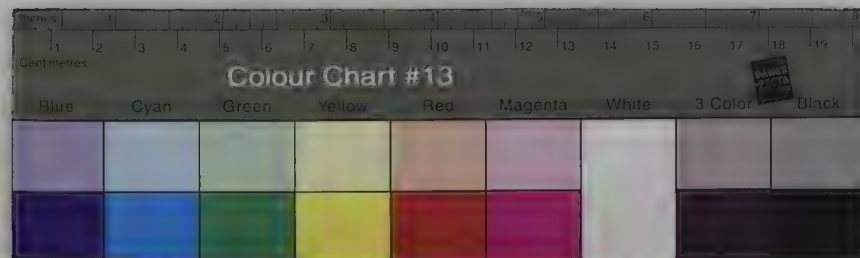 Inches 1 2 3 4 5 6 7
1 2 3 4 5 6 7 8 9 10 11 12 13 14 15 16 17 18 19
Centimetres
Colour Chart #13
Blue Cyan Green Yellow Red Magenta White 3 Color Black